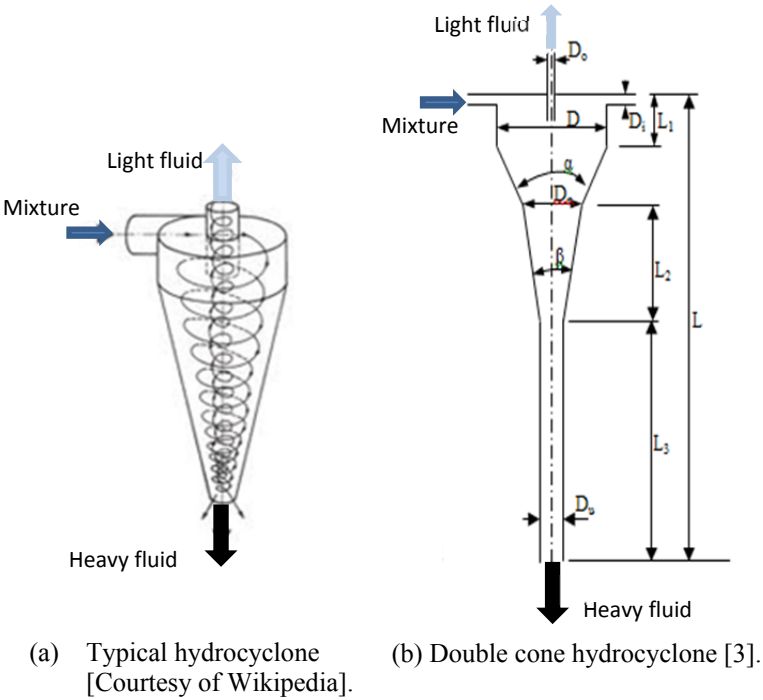 Light fluid
Mixture
Heavy fluid
(a) Typical hydrocyclone
[Courtesy of Wikipedia].
Light fluid
Dₒ
Mixture
D
Dᵢ
L₁
α
β
L₂
L
L₃
Dᵤ
Heavy fluid
(b) Double cone hydrocyclone [3].